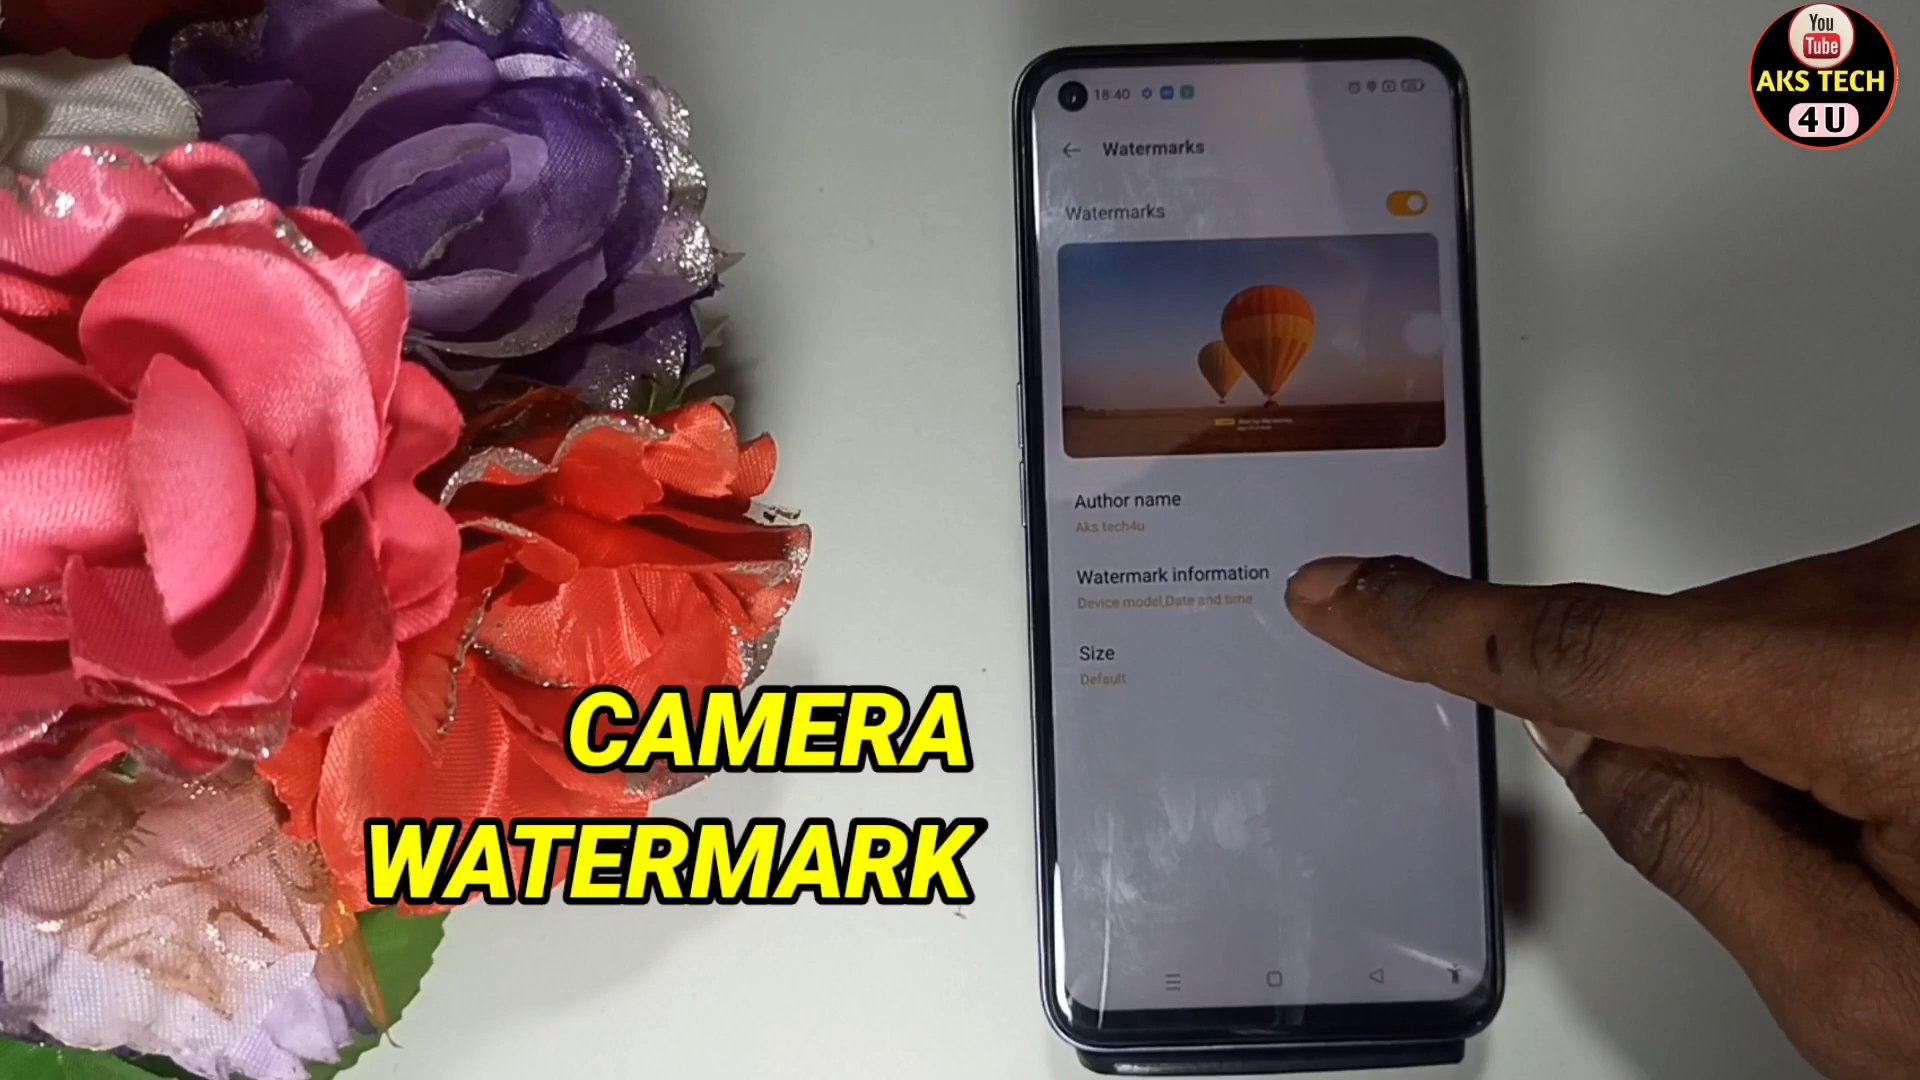 You
Tube
AKS TECH
4U
18:40
Watermarks
Watermarks
Author name
Aks tech4u
Watermark information
Device model,Date and time
Size
Default
CAMERA
WATERMARK